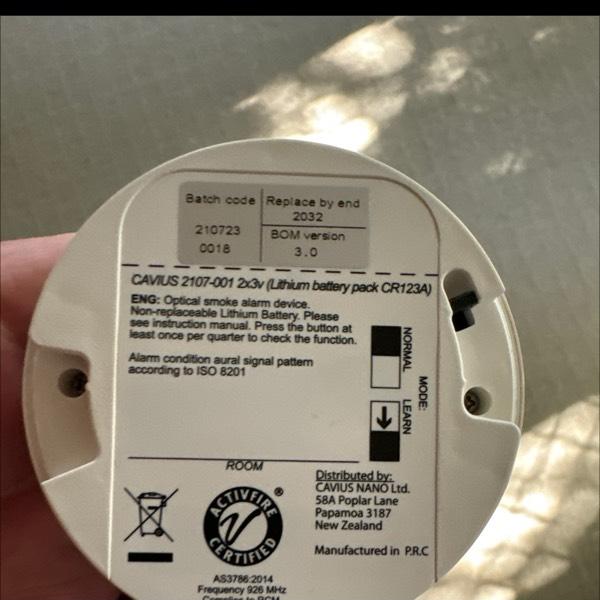 Batch code
210723
0018
Replace by end
2032
BOM version
3.0
CAVIUS 2107-001 2x3v (Lithium battery pack CR123A)
ENG: Optical smoke alarm device.
Non-replaceable Lithium Battery. Please
see instruction manual. Press the button at
least once per quarter to check the function.
Alarm condition aural signal pattern
according to ISO 8201
NORMAL
MODE:
LEARN
ROOM
ACTIVFIRE
®
CERTIFIED
Distributed by:
CAVIUS NANO Ltd.
58A Poplar Lane
Papamoa 3187
New Zealand
Manufactured in P.R.C
AS3786:2014
Frequency 926 MHz
Complies to RCM